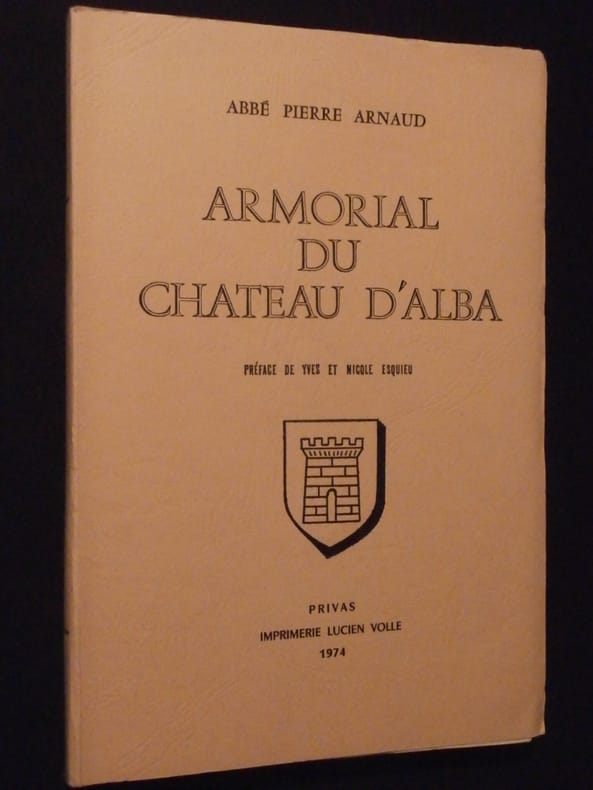 ABBÉ PIERRE ARNAUD
ARMORIAL
DU
CHATEAU D'ALBA
PRÉFACE DE YVES ET NICOLE ESQUIEU
PRIVAS
IMPRIMERIE LUCIEN VOLLE
1974